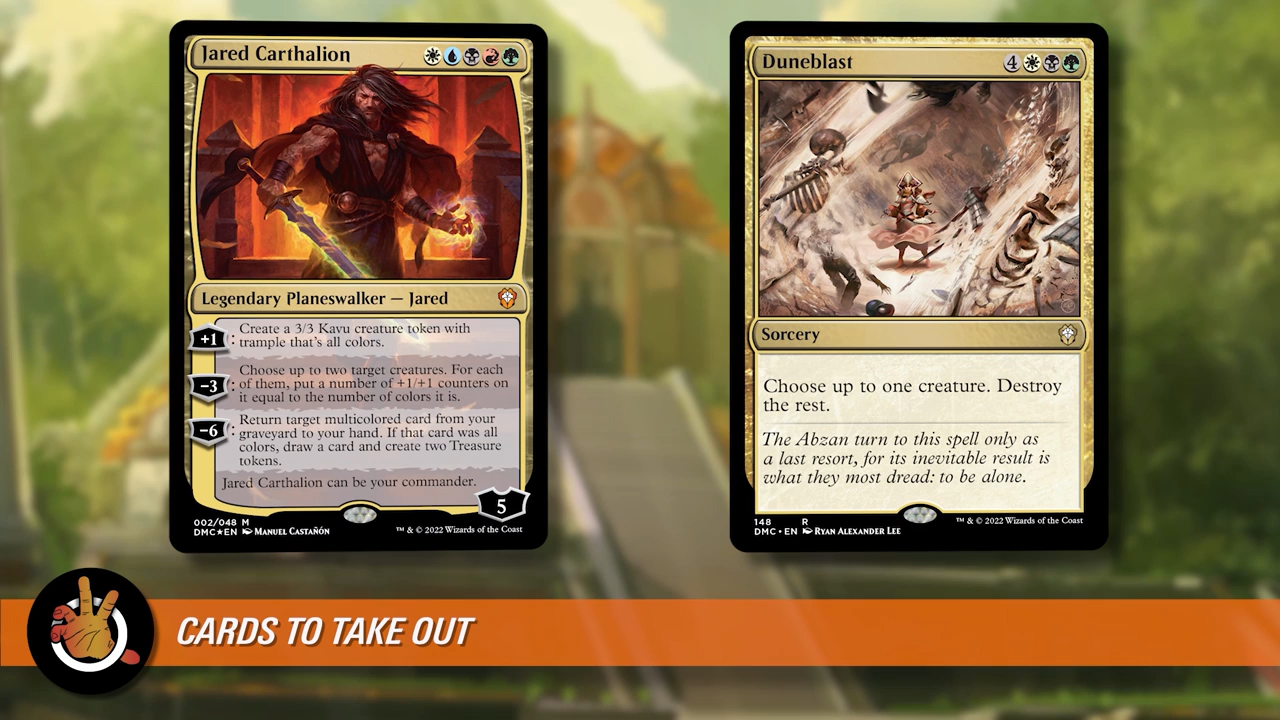 Jared Carthalion
Legendary Planeswalker — Jared
+1 : Create a 3/3 Kavu creature token with
trample that's all colors.
−3 : Choose up to two target creatures. For each
of them, put a number of +1/+1 counters on
it equal to the number of colors it is.
−6 : Return target multicolored card from your
graveyard to your hand. If that card was all
colors, draw a card and create two Treasure
tokens.
Jared Carthalion can be your commander.
5
002/048 M
DMC★EN Manuel Castañón
™ & © 2022 Wizards of the Coast
Duneblast
4
Sorcery
Choose up to one creature. Destroy
the rest.
The Abzan turn to this spell only as
a last resort, for its inevitable result is
what they most dread: to be alone.
148 R
DMC • EN Ryan Alexander Lee
™ & © 2022 Wizards of the Coast
CARDS TO TAKE OUT